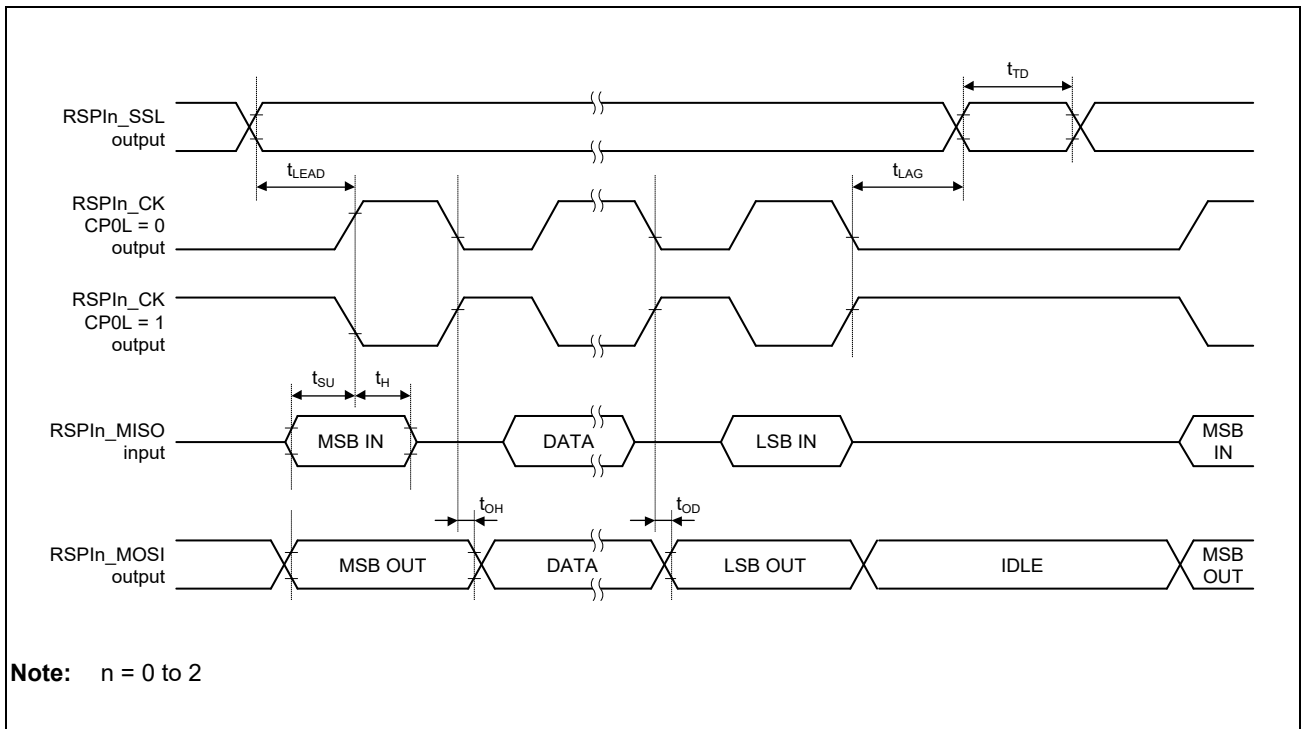 tTD
RSPIn_SSL
output
tLEAD
tLAG
RSPIn_CK
CP0L = 0
output
RSPIn_CK
CP0L = 1
output
tSU
tH
RSPIn_MISO
input
MSB IN
DATA
LSB IN
MSB
IN
tOH
tOD
RSPIn_MOSI
output
MSB OUT
DATA
LSB OUT
IDLE
MSB
OUT
Note: n = 0 to 2